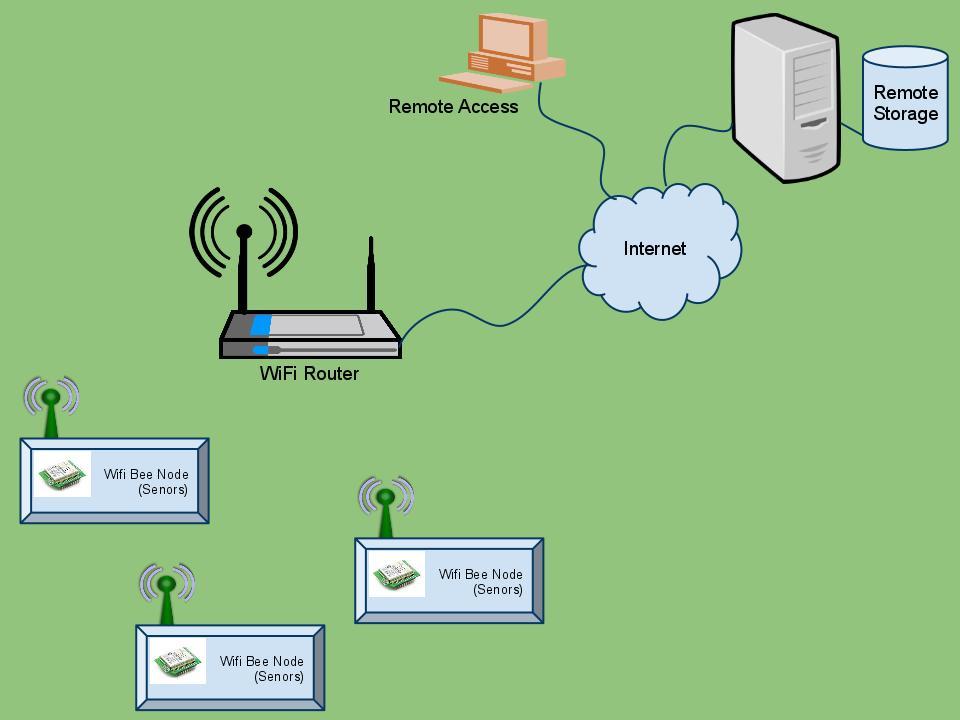 Remote Access
Remote
Storage
Internet
WiFi Router
Wifi Bee Node
(Senors)
Wifi Bee Node
(Senors)
Wifi Bee Node
(Senors)